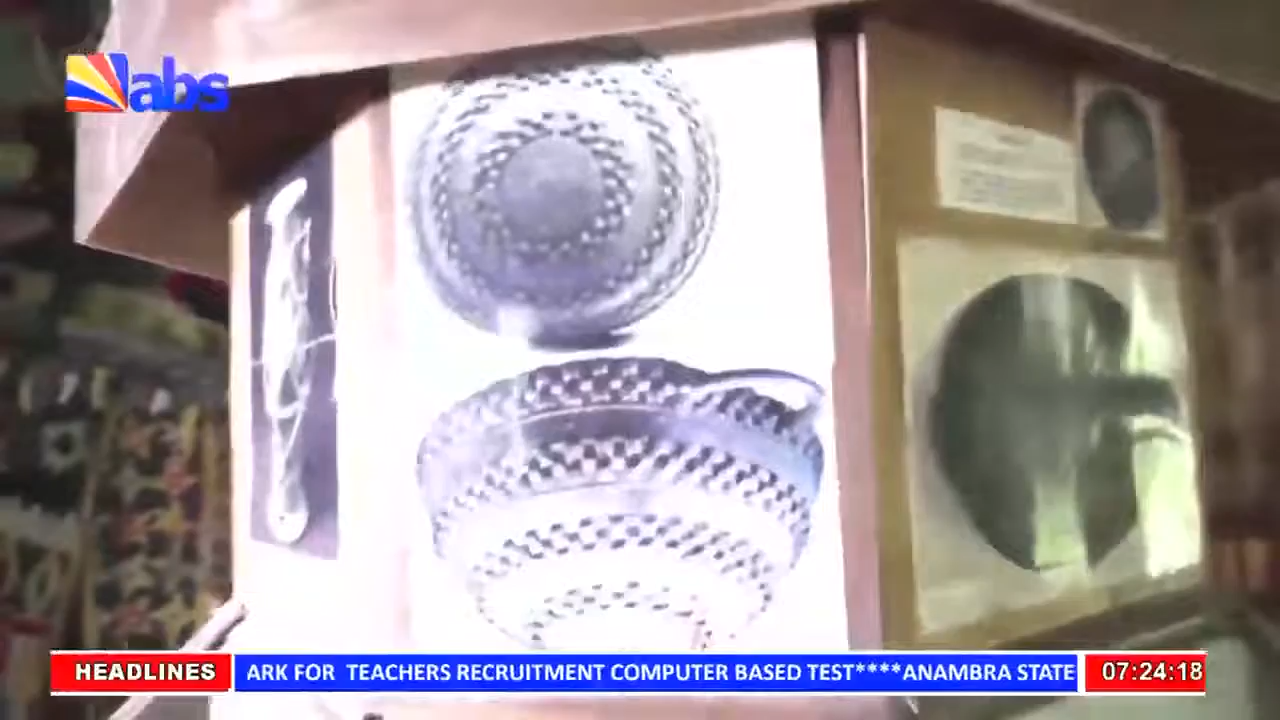 abs
HEADLINES
ARK FOR TEACHERS RECRUITMENT COMPUTER BASED TEST****ANAMBRA STATE
07:24:18